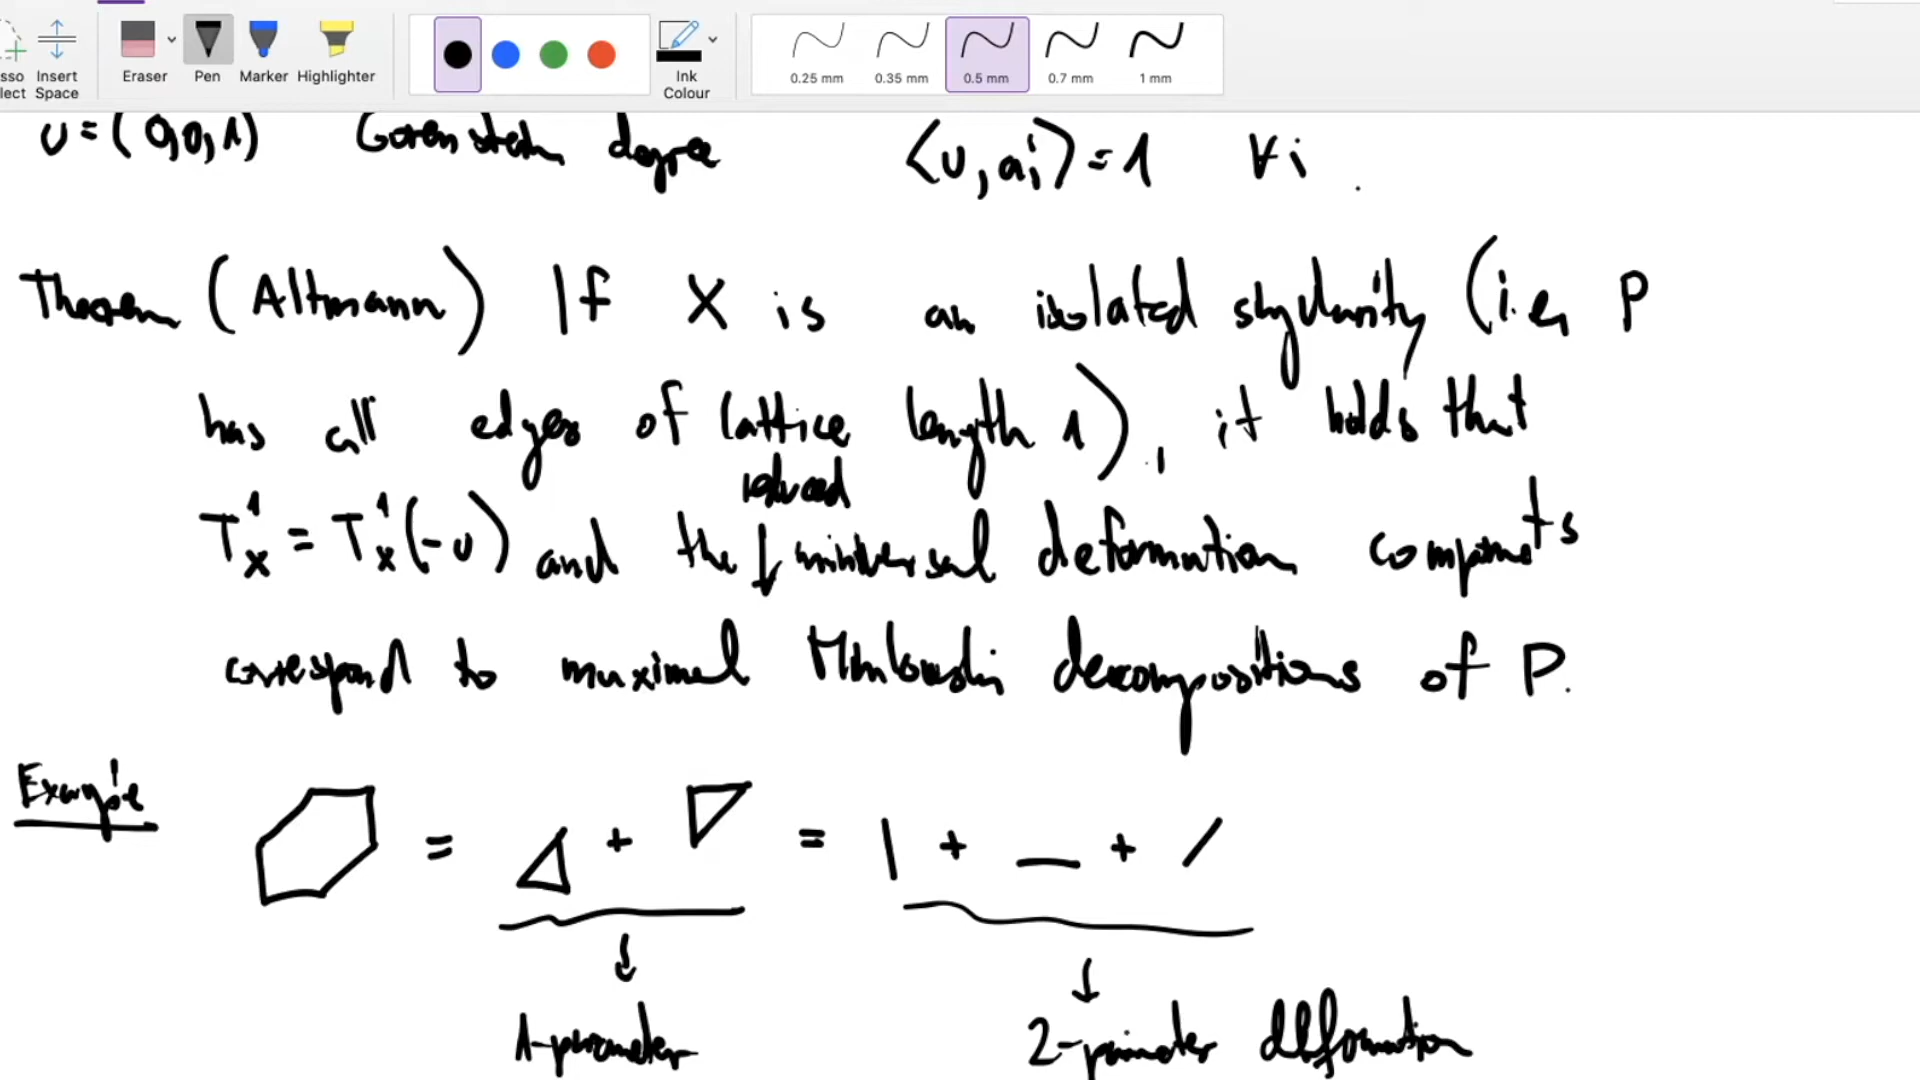 sso Insert
lect Space
Eraser Pen Marker Highlighter
Ink
Colour
0.25 mm 0.35 mm 0.5 mm 0.7 mm 1 mm
u = (0,0,1) Gorenstein degree ⟨u, aᵢ⟩ = 1 ∀i.
Theorem (Altmann) If X is an isolated singularity (i.e, P
has all edges of lattice length 1), it holds that
reduced
T¹ₓ = T¹ₓ(-u) and the ↓ miniversal deformation components
correspond to maximal Minkowski decompositions of P.
Example
= + = | + — + /
↓ ↓
1-parameter 2-parameter deformation